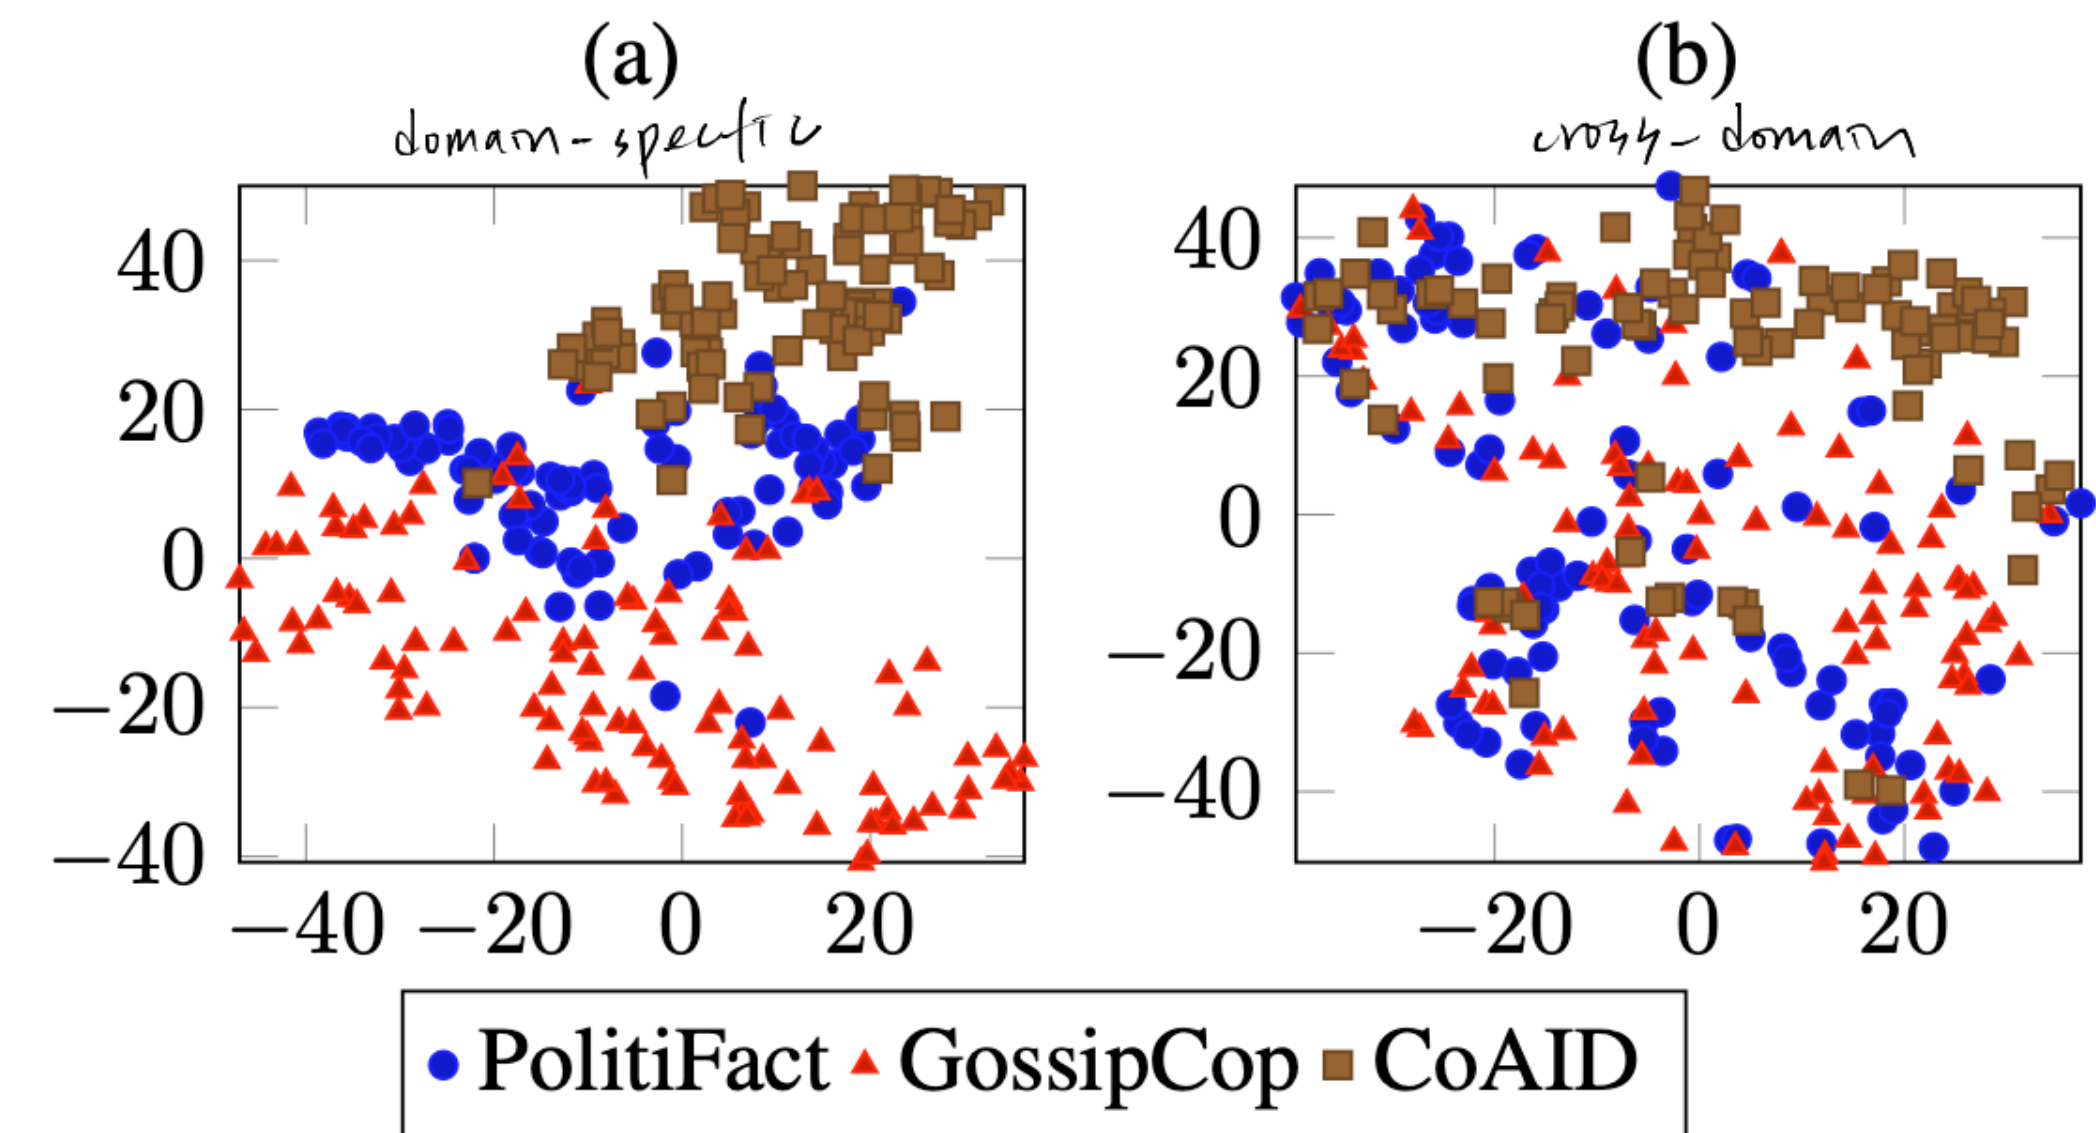 (a)
domain-specific
40
20
0
−20
−40
−40 −20 0 20
(b)
cross-domain
40
20
0
−20
−40
−20 0 20
PolitiFact GossipCop CoAID